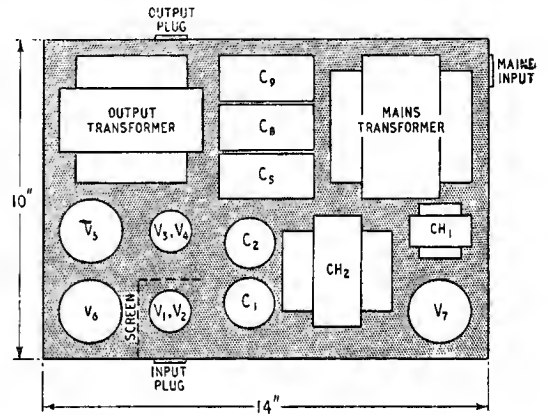 OUTPUT
PLUG
MAINS
INPUT
OUTPUT
TRANSFORMER
C9
C8
C5
MAINS
TRANSFORMER
10"
V5
V3,V4
C2
CH1
CH2
V6
SCREEN
V1,V2
C1
V7
INPUT
PLUG
14"